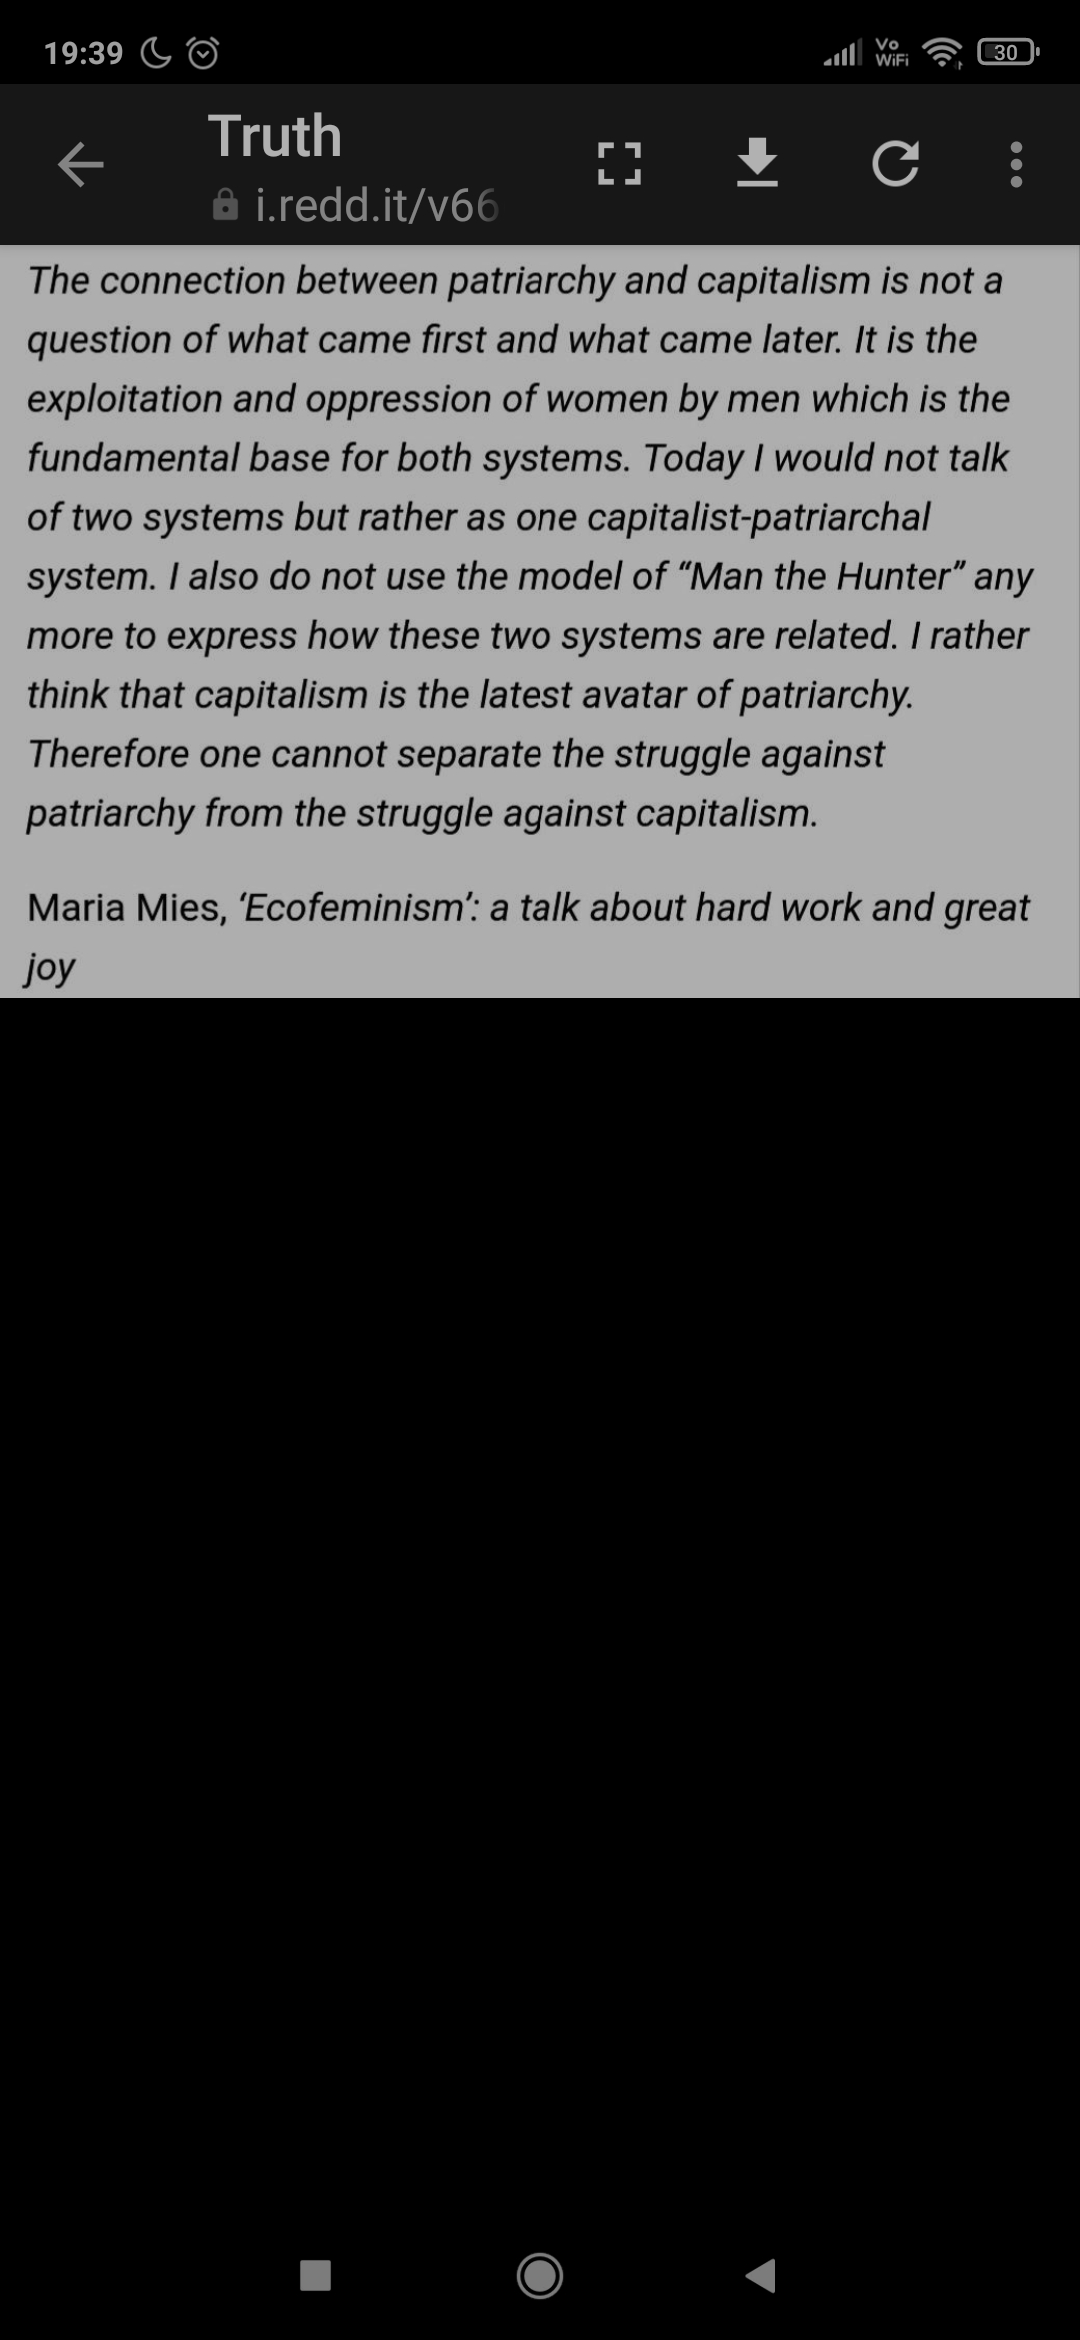 19:39 Vo WiFi 30
Truth
i.redd.it/v66
The connection between patriarchy and capitalism is not a
question of what came first and what came later. It is the
exploitation and oppression of women by men which is the
fundamental base for both systems. Today I would not talk
of two systems but rather as one capitalist-patriarchal
system. I also do not use the model of “Man the Hunter” any
more to express how these two systems are related. I rather
think that capitalism is the latest avatar of patriarchy.
Therefore one cannot separate the struggle against
patriarchy from the struggle against capitalism.
Maria Mies, ‘Ecofeminism’: a talk about hard work and great
joy